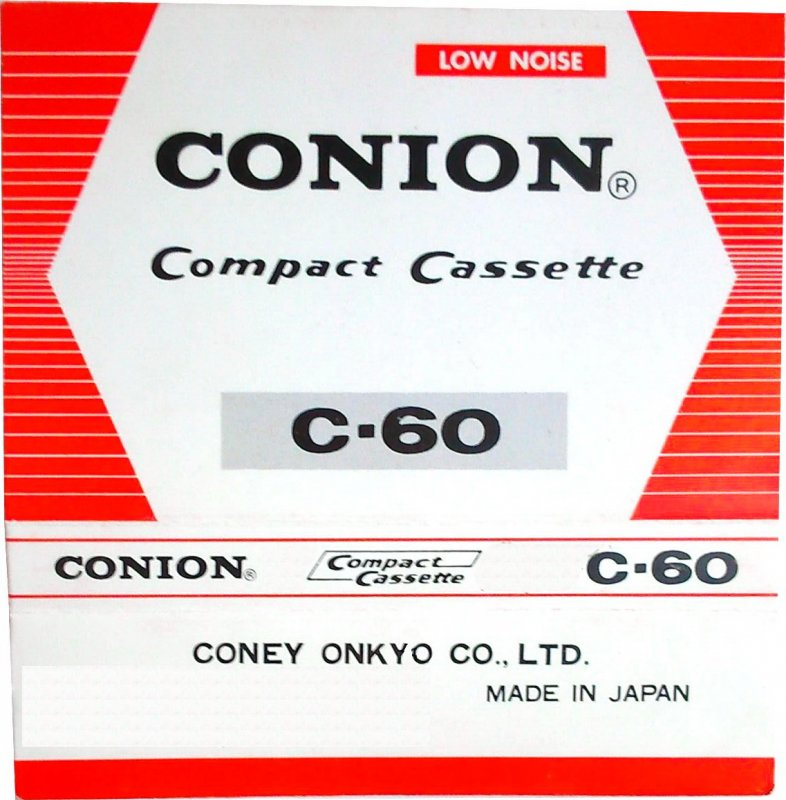 LOW NOISE
CONION®
Compact Cassette
C-60
CONION® Compact Cassette C-60
CONEY ONKYO CO., LTD.
MADE IN JAPAN